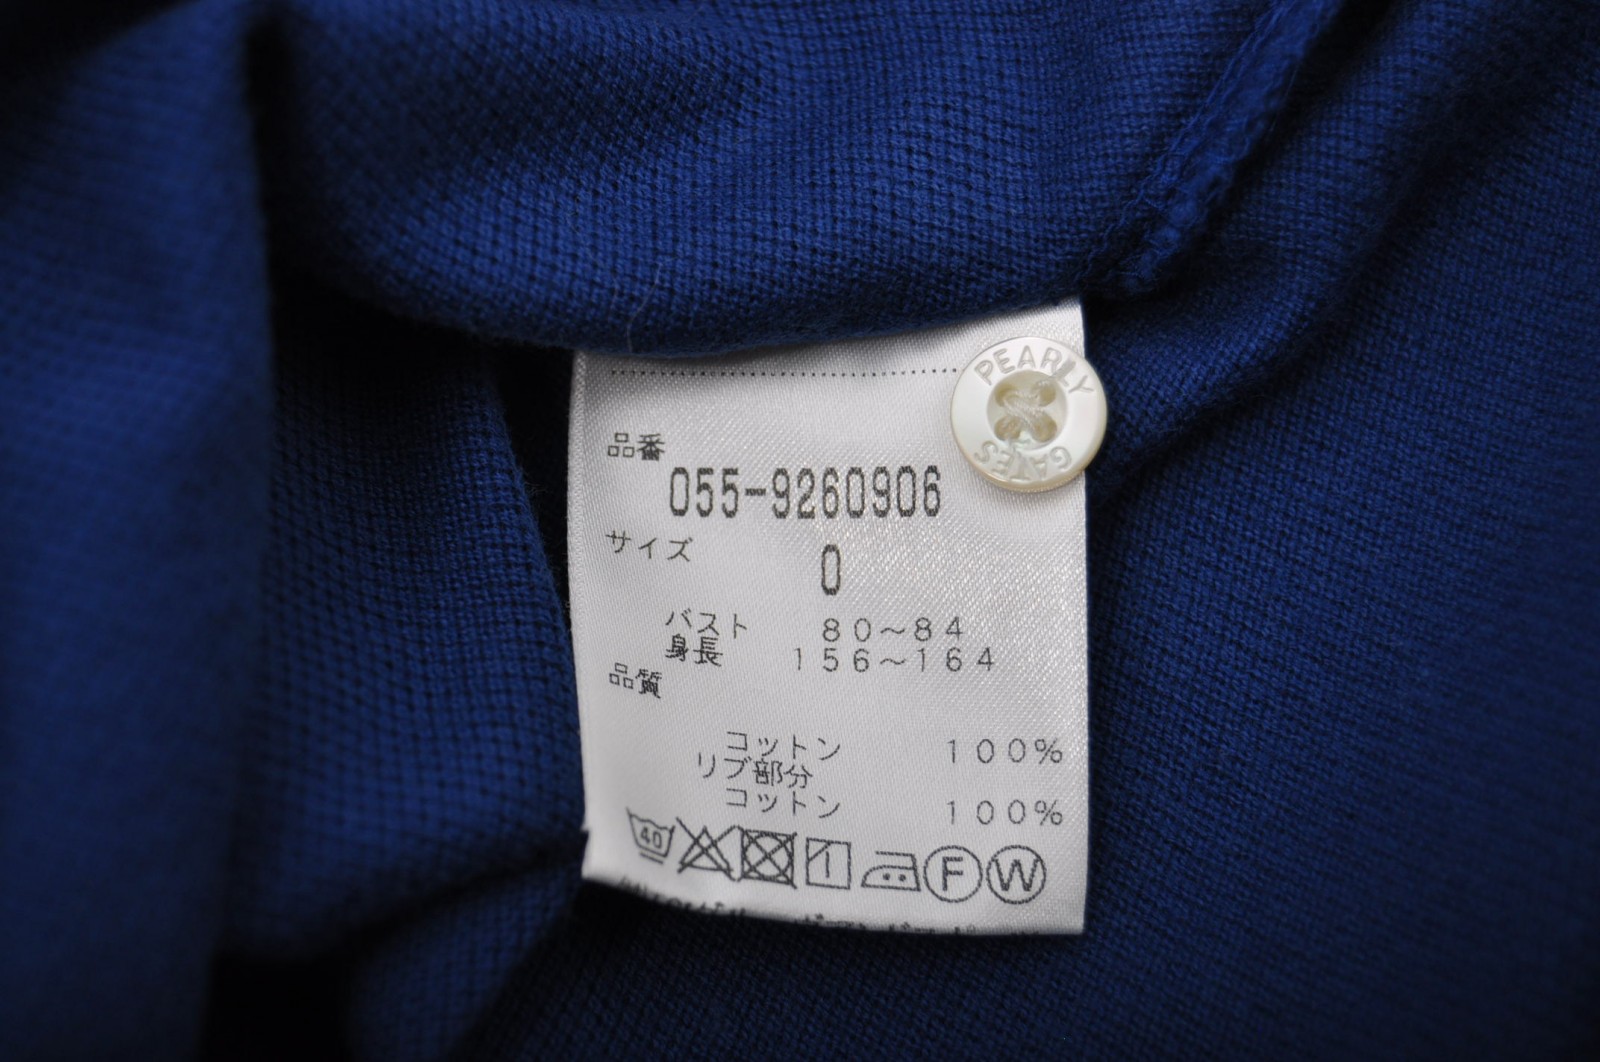 PEARLY
GATES
品番
055-9260906
サイズ
0
バスト 80~84
身長 156~164
品質
コットン 100%
リブ部分
コットン 100%
40
F W